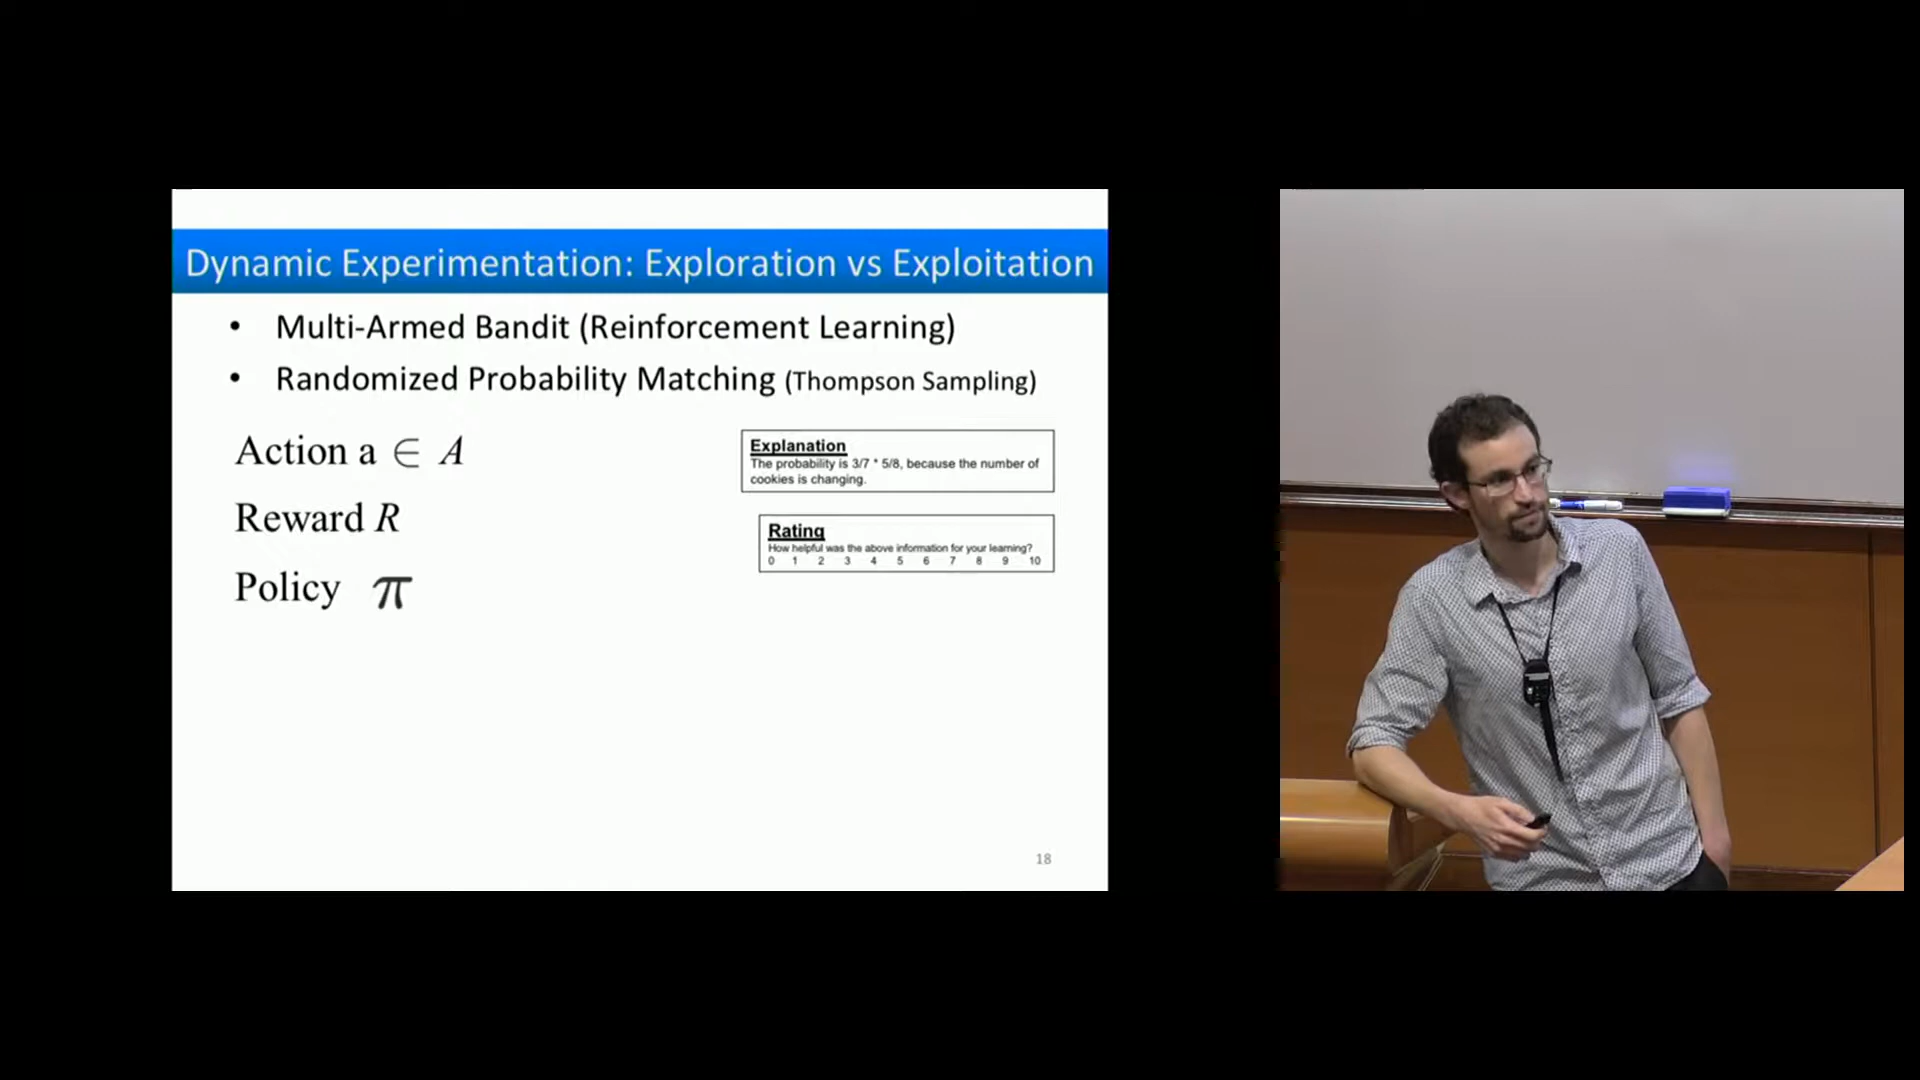 Dynamic Experimentation: Exploration vs Exploitation
• Multi-Armed Bandit (Reinforcement Learning)
• Randomized Probability Matching (Thompson Sampling)
Action a ∈ A
Reward R
Policy π
Explanation
The probability is 3/7 * 5/8, because the number of
cookies is changing.
Rating
How helpful was the above information for your learning?
0 1 2 3 4 5 6 7 8 9 10
18